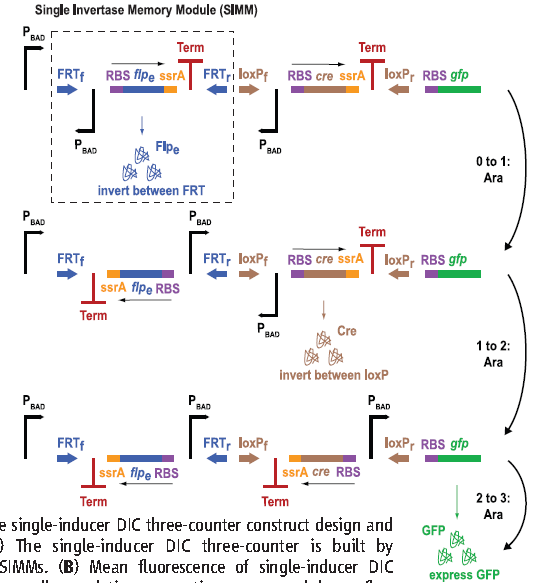 Single Invertase Memory Module (SIMM)
PBAD
Term
Term
FRTf RBS flpe ssrA FRTr loxPf RBS cre ssrA loxPr RBS gfp
PBAD
PBAD
Flpe
invert between FRT
0 to 1:
Ara
PBAD
PBAD
Term
FRTf FRTr loxPf RBS cre ssrA loxPr RBS gfp
ssrA flpe RBS
Term
PBAD
Cre
invert between loxP
1 to 2:
Ara
PBAD
PBAD
PBAD
FRTf FRTr loxPf loxPr RBS gfp
ssrA flpe RBS ssrA cre RBS
Term
Term
2 to 3:
Ara
GFP
express GFP
e single-inducer DIC three-counter construct design and
) The single-inducer DIC three-counter is built by
SIMMs. (B) Mean fluorescence of single-inducer DIC